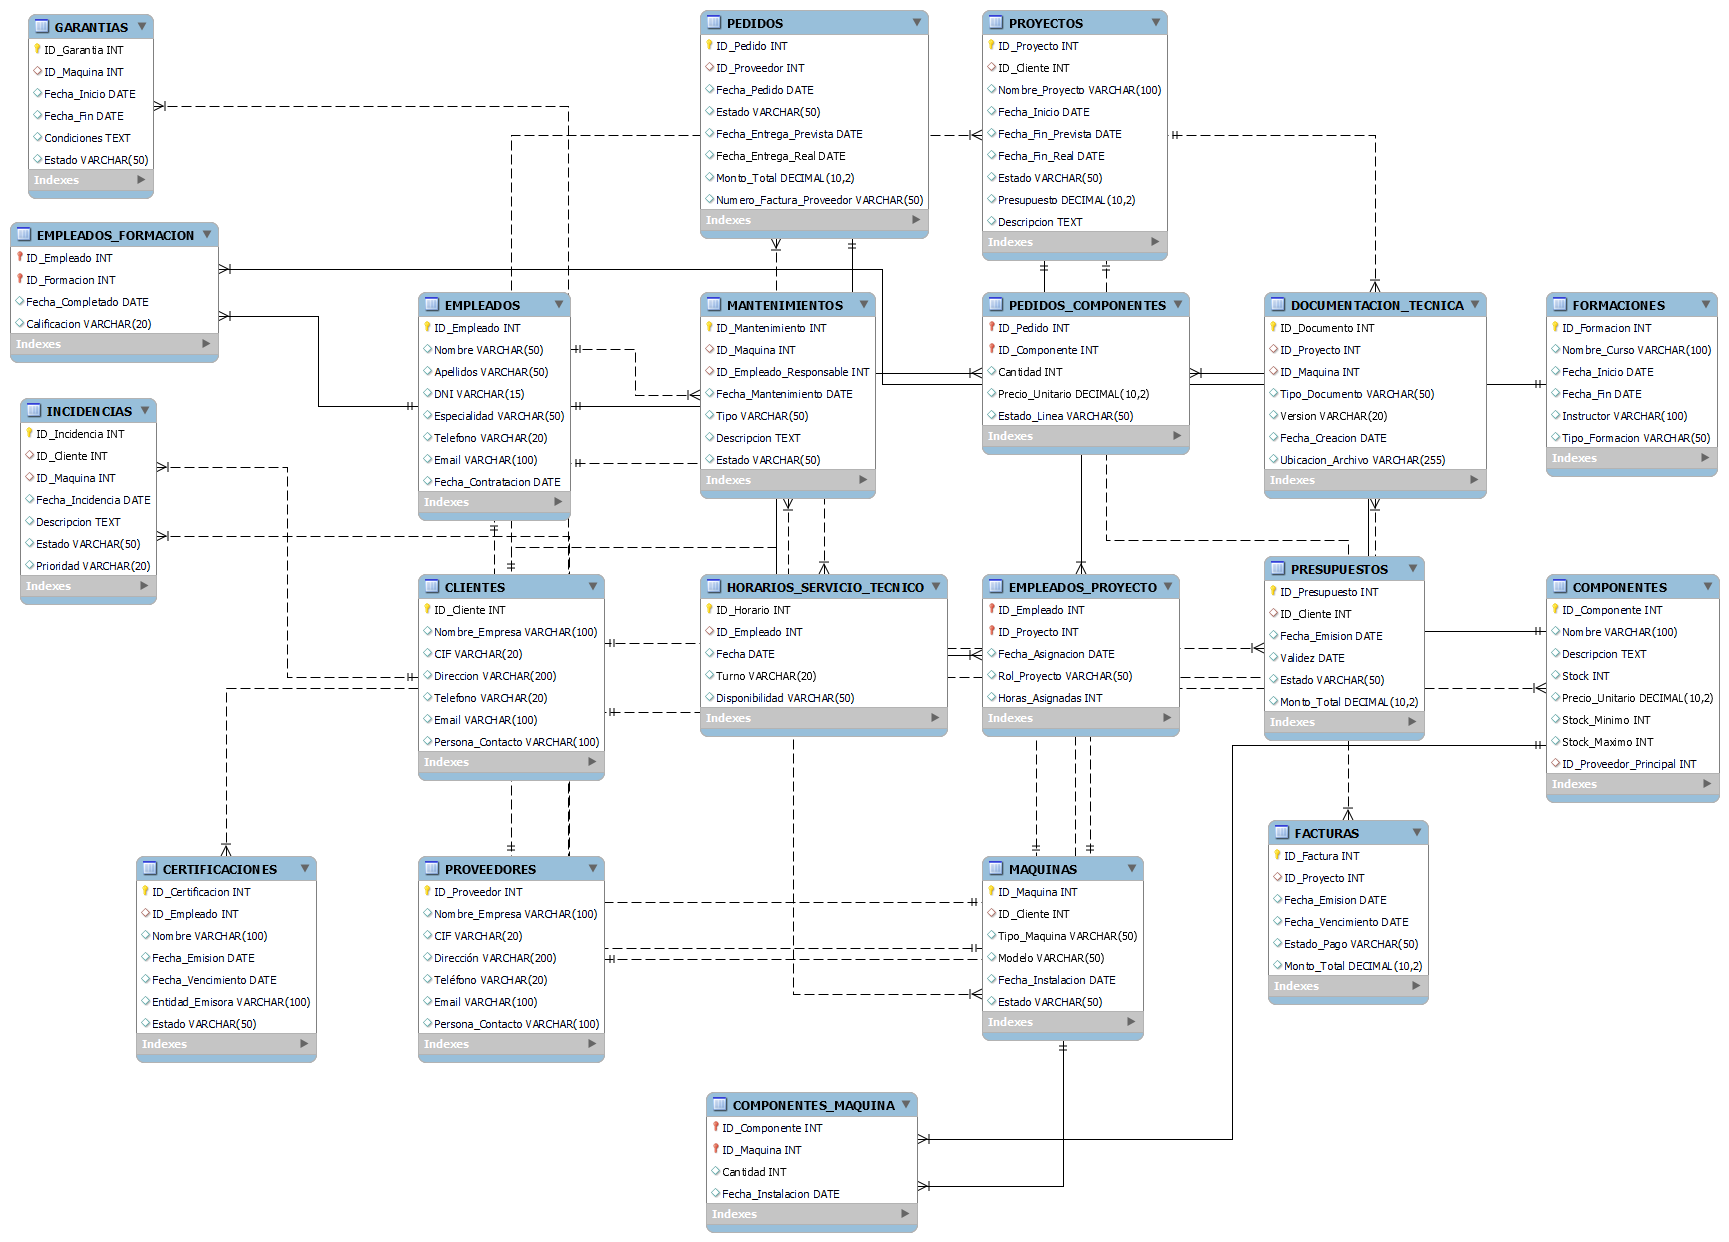 GARANTIAS
ID_Garantia INT
ID_Maquina INT
Fecha_Inicio DATE
Fecha_Fin DATE
Condiciones TEXT
Estado VARCHAR(50)
Indexes
PEDIDOS
ID_Pedido INT
ID_Proveedor INT
Fecha_Pedido DATE
Estado VARCHAR(50)
Fecha_Entrega_Prevista DATE
Fecha_Entrega_Real DATE
Monto_Total DECIMAL(10,2)
Numero_Factura_Proveedor VARCHAR(50)
Indexes
PROYECTOS
ID_Proyecto INT
ID_Cliente INT
Nombre_Proyecto VARCHAR(100)
Fecha_Inicio DATE
Fecha_Fin_Prevista DATE
Fecha_Fin_Real DATE
Estado VARCHAR(50)
Presupuesto DECIMAL(10,2)
Descripcion TEXT
Indexes
EMPLEADOS_FORMACION
ID_Empleado INT
ID_Formacion INT
Fecha_Completado DATE
Calificacion VARCHAR(20)
Indexes
EMPLEADOS
ID_Empleado INT
Nombre VARCHAR(50)
Apellidos VARCHAR(50)
DNI VARCHAR(15)
Especialidad VARCHAR(50)
Telefono VARCHAR(20)
Email VARCHAR(100)
Fecha_Contratacion DATE
Indexes
MANTENIMIENTOS
ID_Mantenimiento INT
ID_Maquina INT
ID_Empleado_Responsable INT
Fecha_Mantenimiento DATE
Tipo VARCHAR(50)
Descripcion TEXT
Estado VARCHAR(50)
Indexes
PEDIDOS_COMPONENTES
ID_Pedido INT
ID_Componente INT
Cantidad INT
Precio_Unitario DECIMAL(10,2)
Estado_Linea VARCHAR(50)
Indexes
DOCUMENTACION_TECNICA
ID_Documento INT
ID_Proyecto INT
ID_Maquina INT
Tipo_Documento VARCHAR(50)
Version VARCHAR(20)
Fecha_Creacion DATE
Ubicacion_Archivo VARCHAR(255)
Indexes
FORMACIONES
ID_Formacion INT
Nombre_Curso VARCHAR(100)
Fecha_Inicio DATE
Fecha_Fin DATE
Instructor VARCHAR(100)
Tipo_Formacion VARCHAR(50)
Indexes
INCIDENCIAS
ID_Incidencia INT
ID_Cliente INT
ID_Maquina INT
Fecha_Incidencia DATE
Descripcion TEXT
Estado VARCHAR(50)
Prioridad VARCHAR(20)
Indexes
CLIENTES
ID_Cliente INT
Nombre_Empresa VARCHAR(100)
CIF VARCHAR(20)
Direccion VARCHAR(200)
Telefono VARCHAR(20)
Email VARCHAR(100)
Persona_Contacto VARCHAR(100)
Indexes
HORARIOS_SERVICIO_TECNICO
ID_Horario INT
ID_Empleado INT
Fecha DATE
Turno VARCHAR(20)
Disponibilidad VARCHAR(50)
Indexes
EMPLEADOS_PROYECTO
ID_Empleado INT
ID_Proyecto INT
Fecha_Asignacion DATE
Rol_Proyecto VARCHAR(50)
Horas_Asignadas INT
Indexes
PRESUPUESTOS
ID_Presupuesto INT
ID_Cliente INT
Fecha_Emision DATE
Validez DATE
Estado VARCHAR(50)
Monto_Total DECIMAL(10,2)
Indexes
COMPONENTES
ID_Componente INT
Nombre VARCHAR(100)
Descripcion TEXT
Stock INT
Precio_Unitario DECIMAL(10,2)
Stock_Minimo INT
Stock_Maximo INT
ID_Proveedor_Principal INT
Indexes
CERTIFICACIONES
ID_Certificacion INT
ID_Empleado INT
Nombre VARCHAR(100)
Fecha_Emision DATE
Fecha_Vencimiento DATE
Entidad_Emisora VARCHAR(100)
Estado VARCHAR(50)
Indexes
PROVEEDORES
ID_Proveedor INT
Nombre_Empresa VARCHAR(100)
CIF VARCHAR(20)
Dirección VARCHAR(200)
Teléfono VARCHAR(20)
Email VARCHAR(100)
Persona_Contacto VARCHAR(100)
Indexes
MAQUINAS
ID_Maquina INT
ID_Cliente INT
Tipo_Maquina VARCHAR(50)
Modelo VARCHAR(50)
Fecha_Instalacion DATE
Estado VARCHAR(50)
Indexes
FACTURAS
ID_Factura INT
ID_Proyecto INT
Fecha_Emision DATE
Fecha_Vencimiento DATE
Estado_Pago VARCHAR(50)
Monto_Total DECIMAL(10,2)
Indexes
COMPONENTES_MAQUINA
ID_Componente INT
ID_Maquina INT
Cantidad INT
Fecha_Instalacion DATE
Indexes